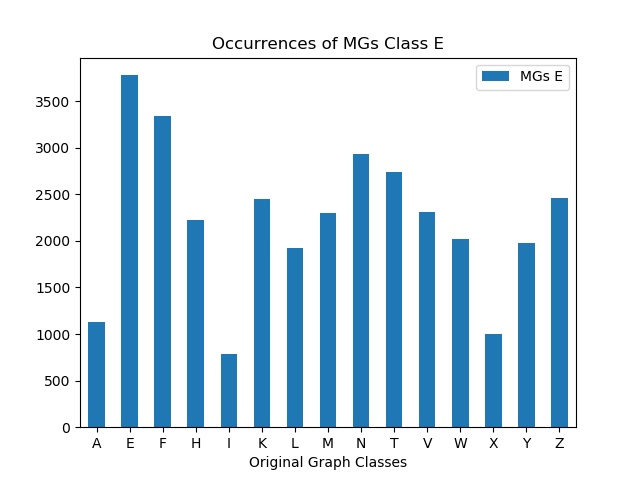 Occurrences of MGs Class E
MGs E
3500
3000
2500
2000
1500
1000
500
0
A E F H I K L M N T V W X Y Z
Original Graph Classes